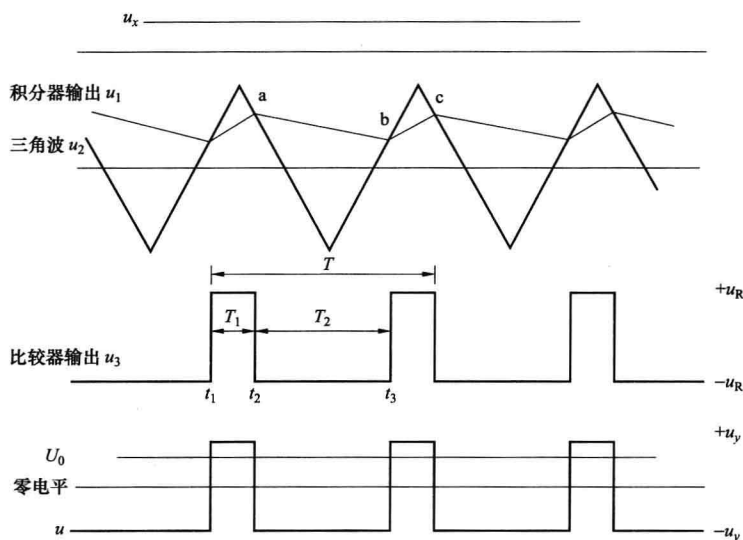 u_x
积分器输出 u_1
a
b
c
三角波 u_2
T
+u_R
T_1
T_2
比较器输出 u_3
t_1
t_2
t_3
-u_R
+u_y
U_0
零电平
u
-u_y